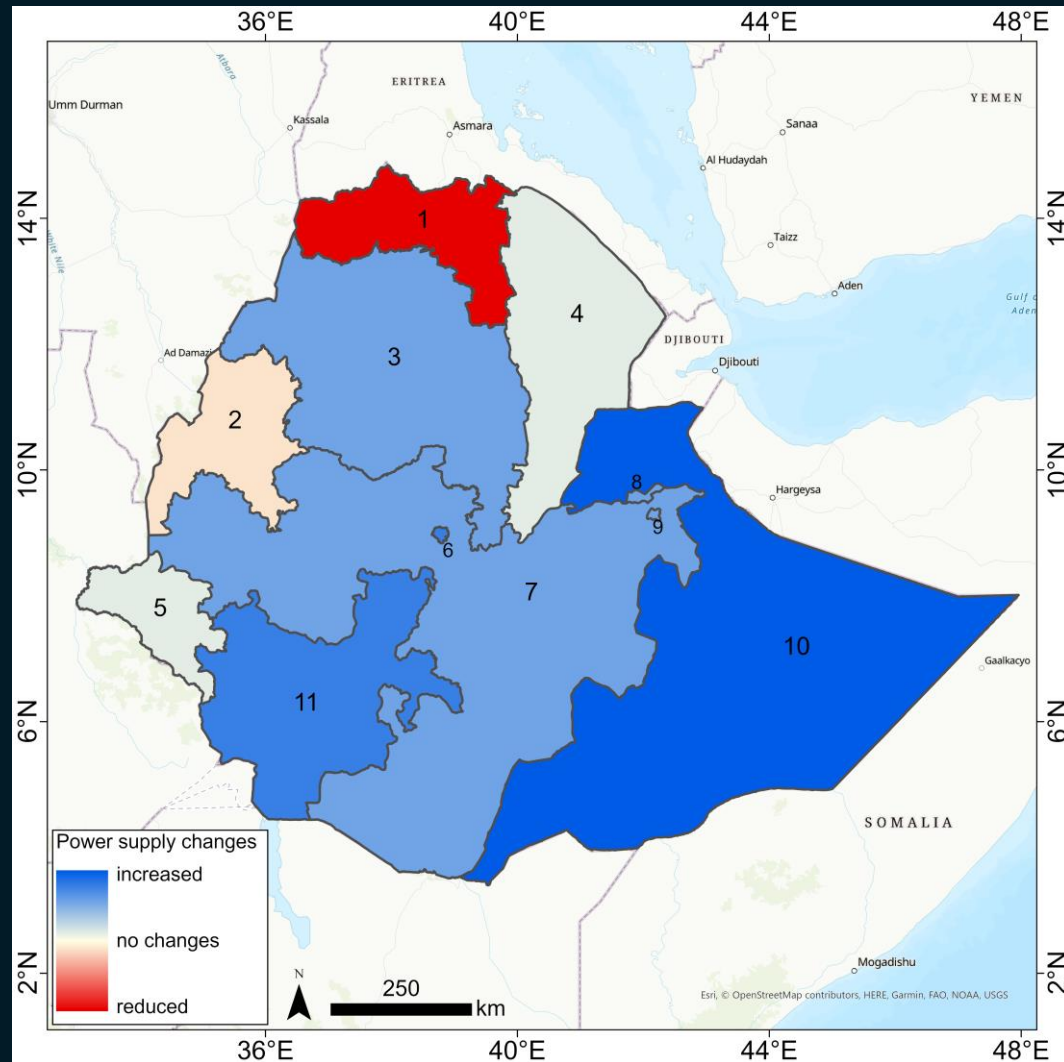 36°E 40°E 44°E 48°E
ERITREA
YEMEN
Umm Durman
Atbara
Kassala
Asmara
Sanaa
Al Hudaydah
14°N 1 14°N
White Nile
Taizz
Aden
Gulf of
Aden
4
DJIBOUTI
Ad Damazin
3
Djibouti
2
10°N 8 10°N
Hargeysa
9
6
7
5
10
Gaalkacyo
11
6°N 6°N
SOMALIA
Power supply changes
increased
no changes
reduced
N
250
km
Mogadishu
2°N 2°N
Esri, © OpenStreetMap contributors, HERE, Garmin, FAO, NOAA, USGS
36°E 40°E 44°E 48°E